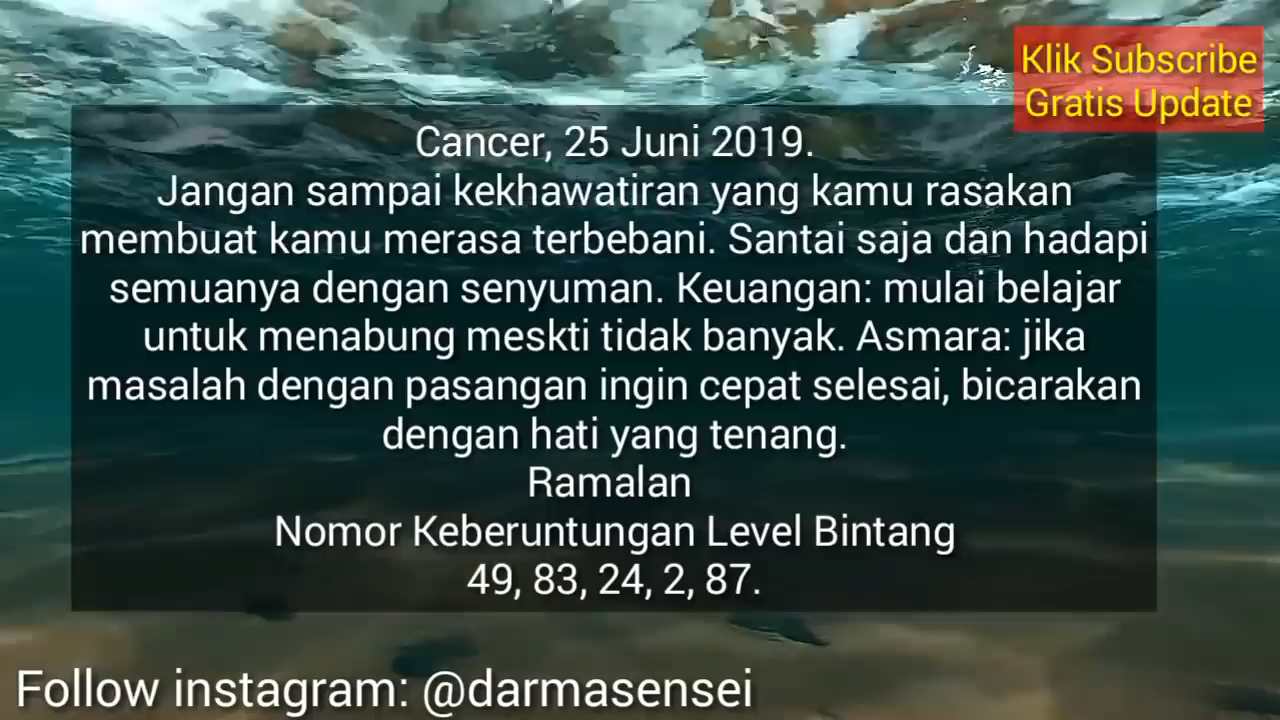 Klik Subscribe
Gratis Update
Cancer, 25 Juni 2019.
Jangan sampai kekhawatiran yang kamu rasakan
membuat kamu merasa terbebani. Santai saja dan hadapi
semuanya dengan senyuman. Keuangan: mulai belajar
untuk menabung meskti tidak banyak. Asmara: jika
masalah dengan pasangan ingin cepat selesai, bicarakan
dengan hati yang tenang.
Ramalan
Nomor Keberuntungan Level Bintang
49, 83, 24, 2, 87.
Follow instagram: @darmasensei